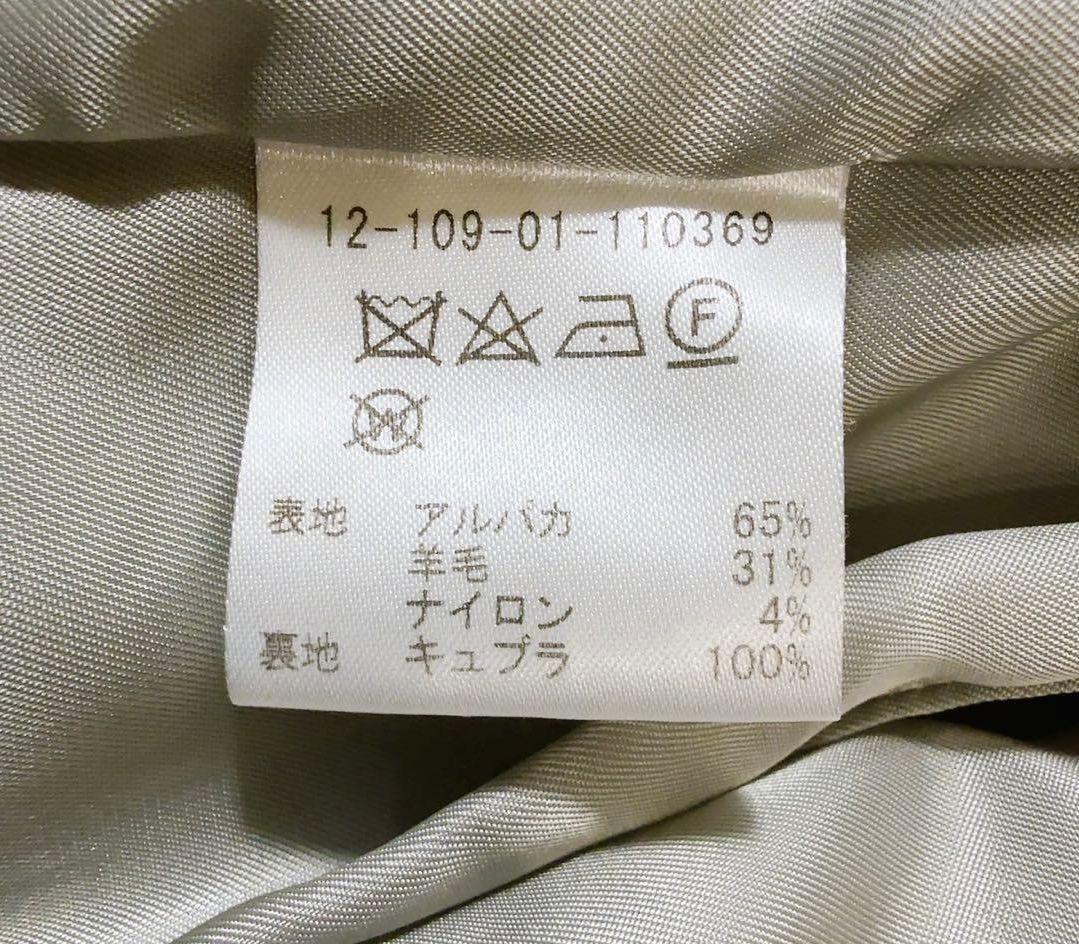 12-109-01-110369
F
W
表地 アルパカ 65%
羊毛 31%
ナイロン 4%
裏地 キュプラ 100%